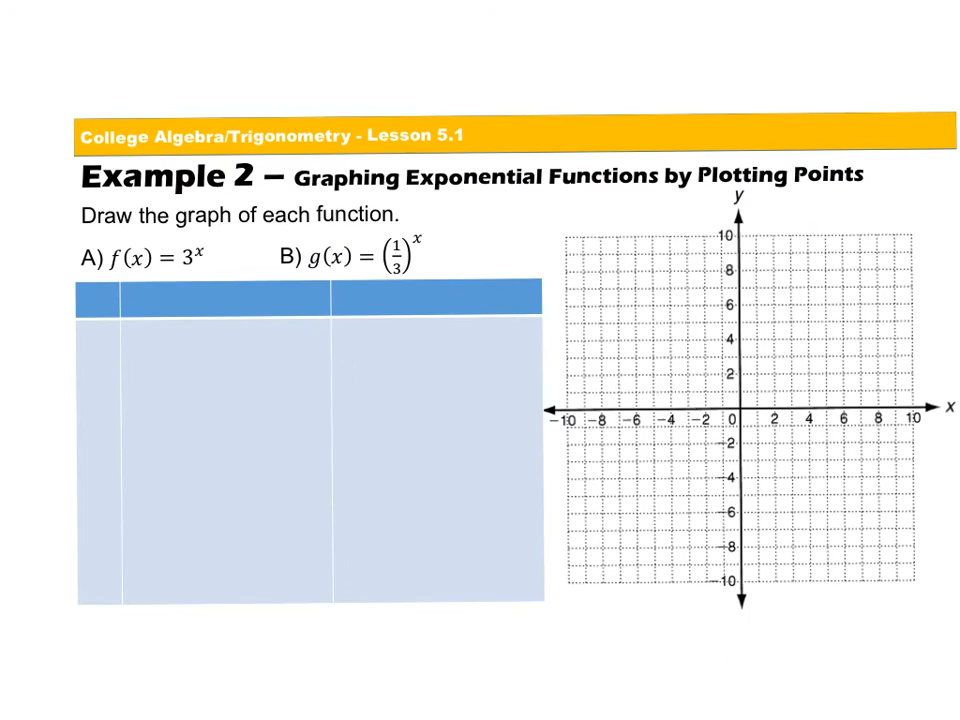 College Algebra/Trigonometry - Lesson 5.1
Example 2 – Graphing Exponential Functions by Plotting Points
Draw the graph of each function.
A) f(x) = 3^x B) g(x) = (1/3)^x
y
10
8
6
4
2
−10 −8 −6 −4 −2 0 2 4 6 8 10 x
−2
−4
−6
−8
−10